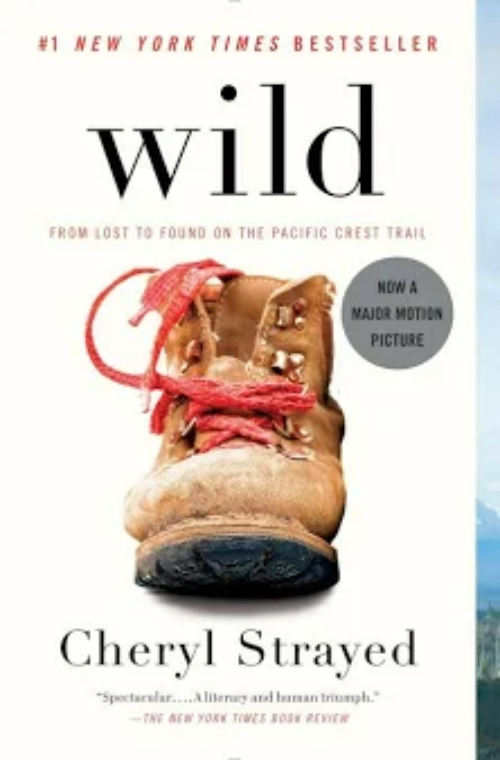 #1 NEW YORK TIMES BESTSELLER
wild
FROM LOST TO FOUND ON THE PACIFIC CREST TRAIL
NOW A
MAJOR MOTION
PICTURE
Cheryl Strayed
“Spectacular.... A literary and human triumph.”
—THE NEW YORK TIMES BOOK REVIEW